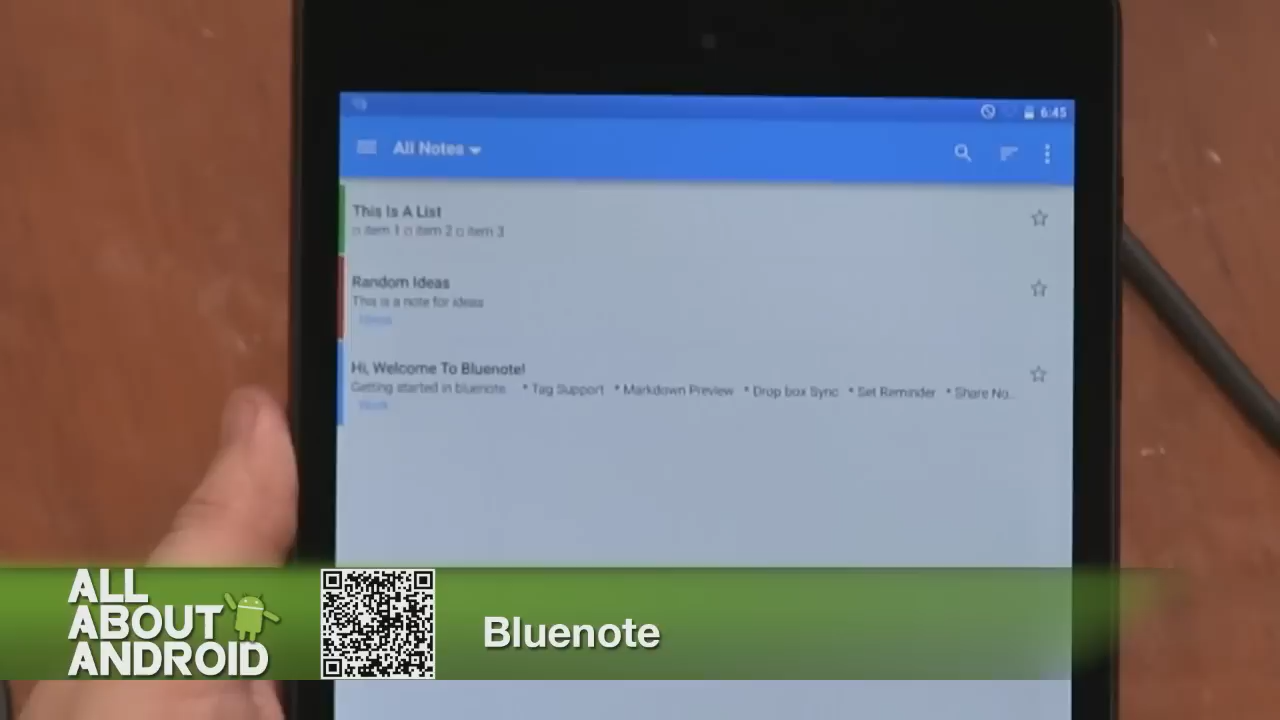 6:45
All Notes
This Is A List
item 1 item 2 item 3
Random Ideas
This is a note for ideas
Hi, Welcome To Bluenote!
Getting started in bluenote. * Tag Support * Markdown Preview * Drop box Sync * Set Reminder * Share No...
ALL
ABOUT
ANDROID
Bluenote